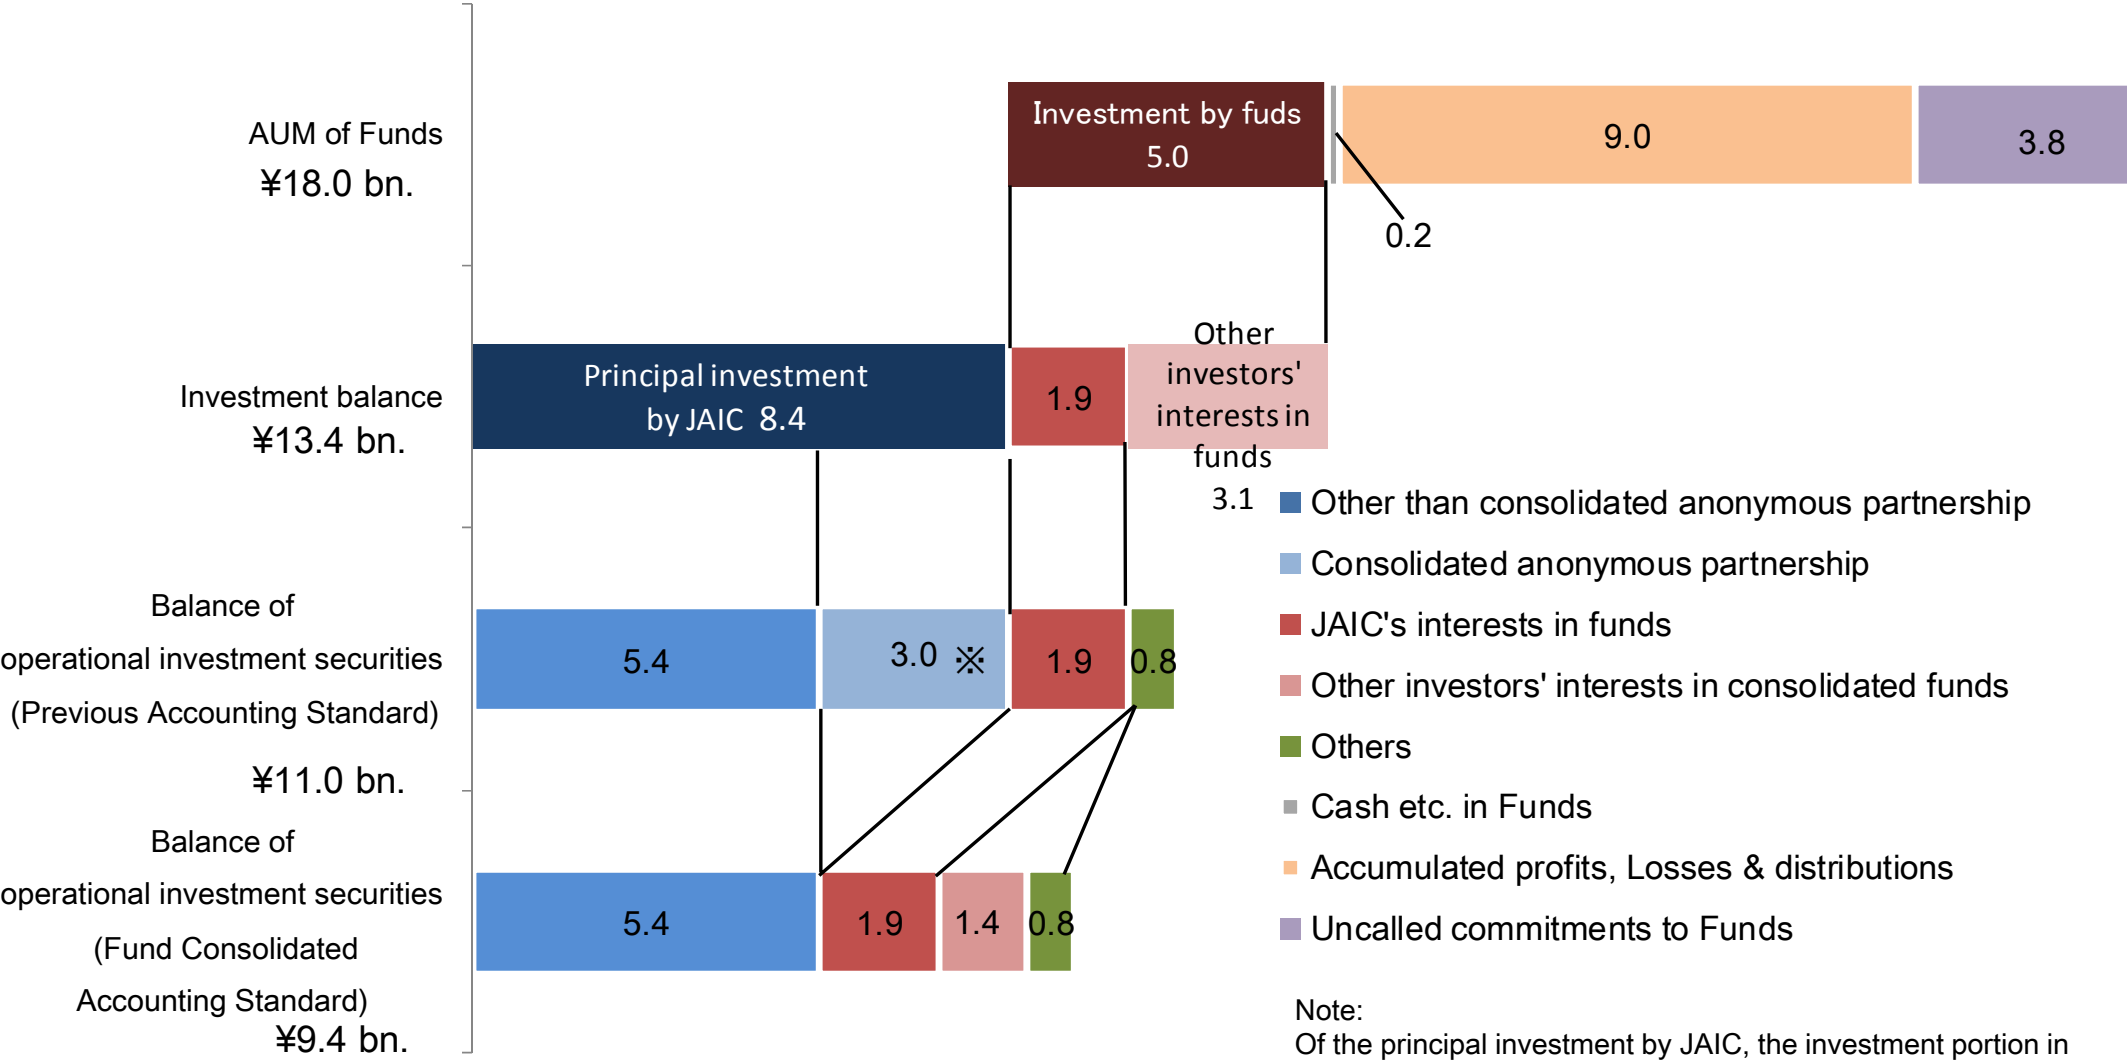 AUM of Funds
¥18.0 bn.
Investment by fuds
5.0
9.0
3.8
0.2
Investment balance
¥13.4 bn.
Principal investment
by JAIC 8.4
1.9
Other
investors'
interests in
funds
3.1
Balance of
operational investment securities
(Previous Accounting Standard)
¥11.0 bn.
5.4
3.0 ※
1.9
0.8
Balance of
operational investment securities
(Fund Consolidated
Accounting Standard)
¥9.4 bn.
5.4
1.9
1.4
0.8
Other than consolidated anonymous partnership
Consolidated anonymous partnership
JAIC's interests in funds
Other investors' interests in consolidated funds
Others
Cash etc. in Funds
Accumulated profits, Losses & distributions
Uncalled commitments to Funds
Note:
Of the principal investment by JAIC, the investment portion in